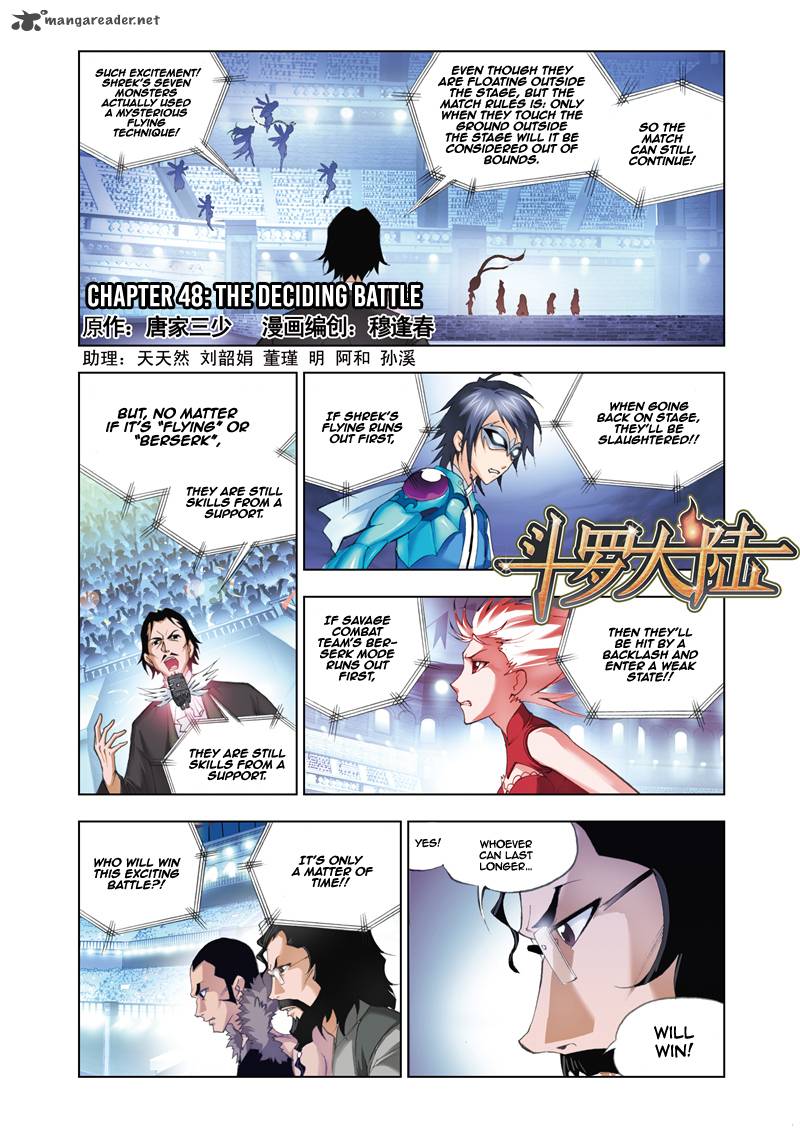 mangareader.net
SUCH EXCITEMENT!
SHREK'S SEVEN
MONSTERS
ACTUALLY USED
A MYSTERIOUS
FLYING
TECHNIQUE!
EVEN THOUGH THEY
ARE FLOATING OUTSIDE
THE STAGE, BUT THE
MATCH RULES IS: ONLY
WHEN THEY TOUCH THE
GROUND OUTSIDE
THE STAGE WILL IT BE
CONSIDERED OUT OF
BOUNDS.
SO THE
MATCH
CAN STILL
CONTINUE!
CHAPTER 48: THE DECIDING BATTLE
原作：唐家三少 漫画编创：穆逢春
助理：天天然 刘韶娟 董瑾 明 阿和 孙溪
BUT, NO MATTER
IF IT'S "FLYING" OR
"BERSERK",
THEY ARE STILL
SKILLS FROM A
SUPPORT.
THEY ARE STILL
SKILLS FROM A
SUPPORT.
IF SHREK'S
FLYING RUNS
OUT FIRST,
WHEN GOING
BACK ON STAGE,
THEY'LL BE
SLAUGHTERED!!
斗罗大陆
IF SAVAGE
COMBAT
TEAM'S BER-
SERK MODE
RUNS OUT
FIRST,
THEN THEY'LL
BE HIT BY A
BACKLASH AND
ENTER A WEAK
STATE!!
WHO WILL WIN
THIS EXCITING
BATTLE?!
IT'S ONLY
A MATTER OF
TIME!!
YES!
WHOEVER
CAN LAST
LONGER...
WILL
WIN!